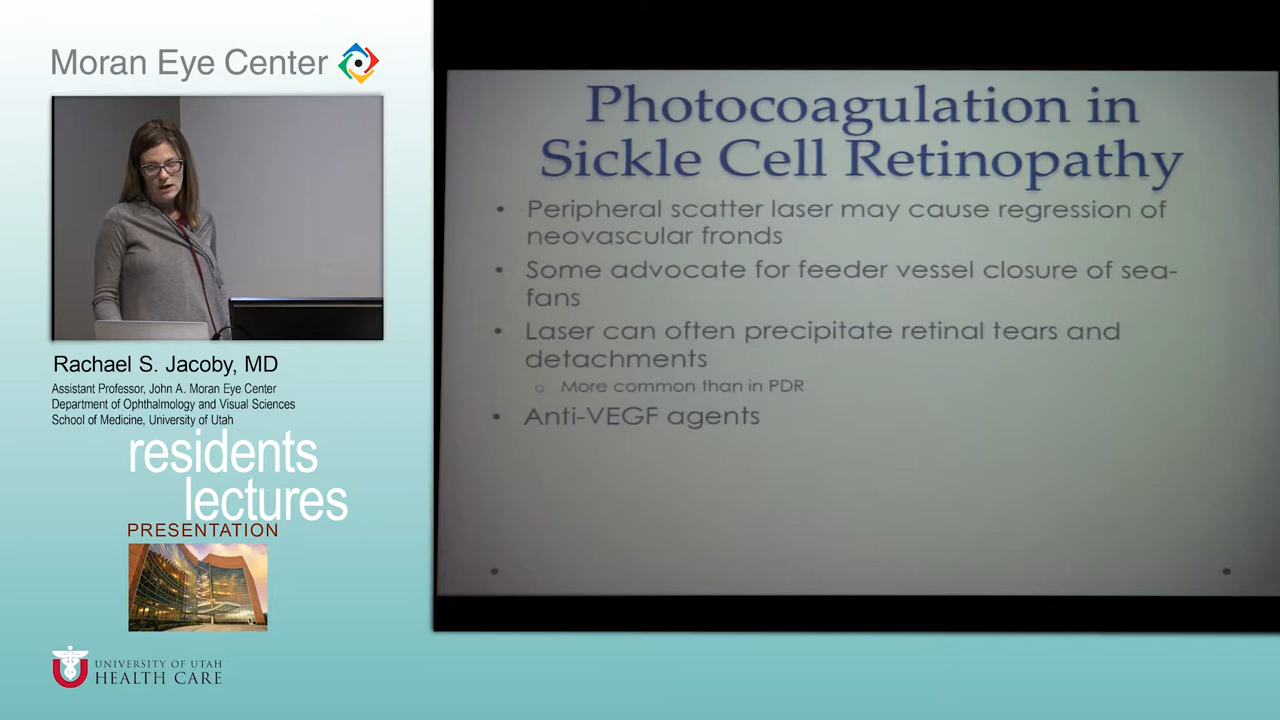 Moran Eye Center
Rachael S. Jacoby, MD
Assistant Professor, John A. Moran Eye Center
Department of Ophthalmology and Visual Sciences
School of Medicine, University of Utah
residents
lectures
PRESENTATION
UNIVERSITY OF UTAH
HEALTH CARE
Photocoagulation in
Sickle Cell Retinopathy
• Peripheral scatter laser may cause regression of
neovascular fronds
• Some advocate for feeder vessel closure of sea-
fans
• Laser can often precipitate retinal tears and
detachments
o More common than in PDR
• Anti-VEGF agents